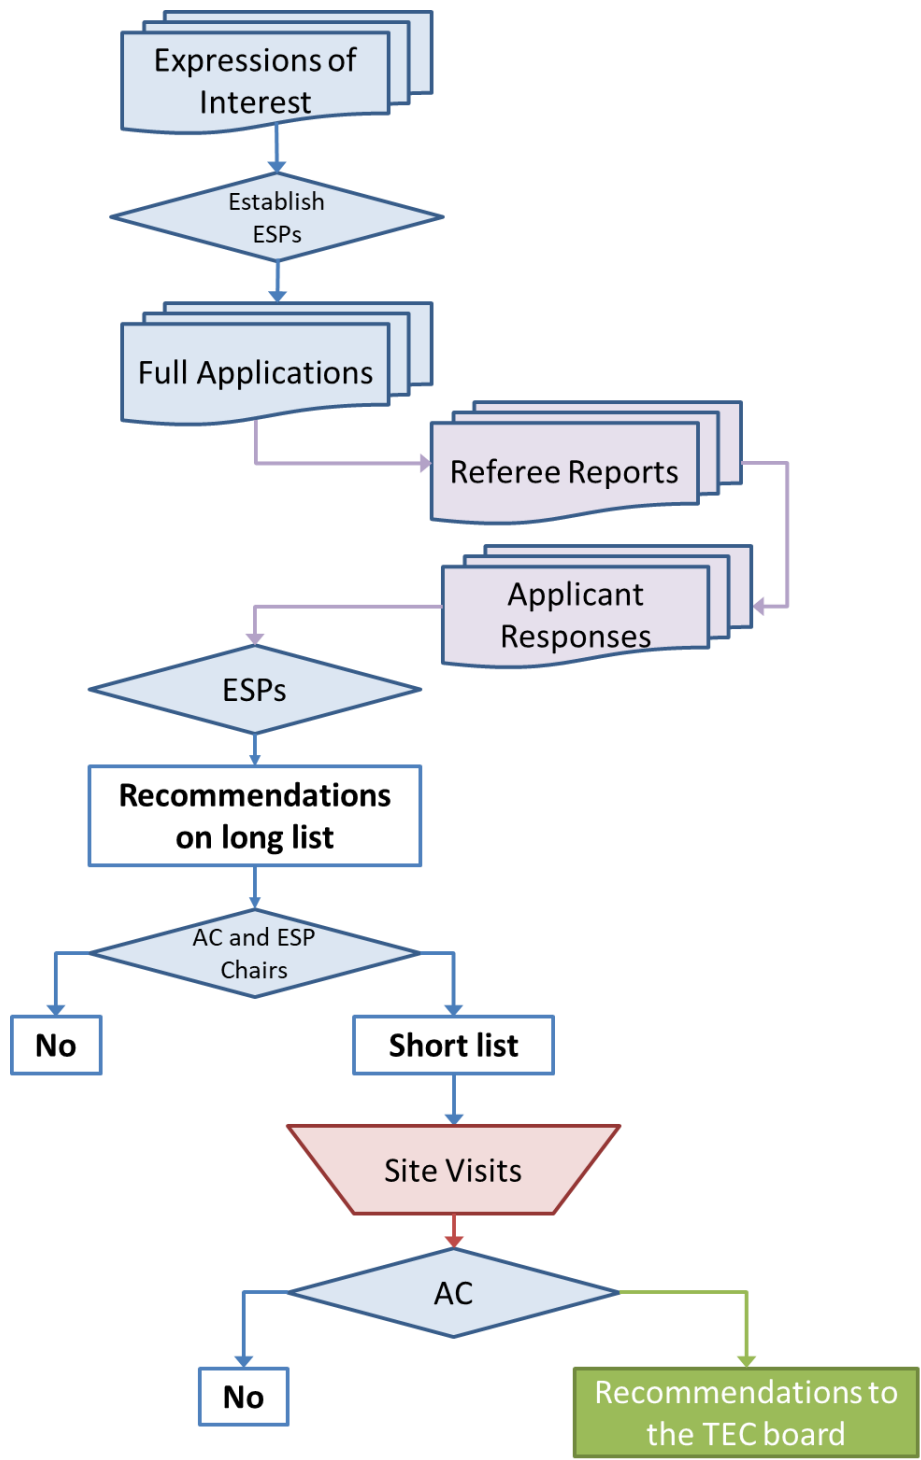 Expressions of
Interest
Establish
ESPs
Full Applications
Referee Reports
Applicant
Responses
ESPs
Recommendations
on long list
AC and ESP
Chairs
No
Short list
Site Visits
AC
No
Recommendations to
the TEC board